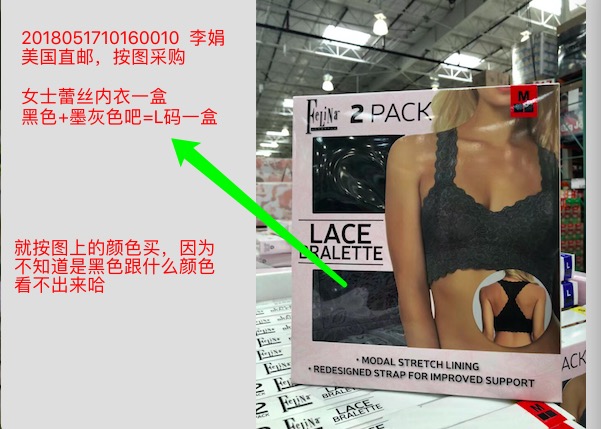 2018051710160010 李娟
美国直邮，按图采购
女士蕾丝内衣一盒
黑色+墨灰色吧=L码一盒
就按图上的颜色买，因为
不知道是黑色跟什么颜色
看不出来哈
Felina
2 PACK
M
LACE
BRALETTE
• MODAL STRETCH LINING
• REDESIGNED STRAP FOR IMPROVED SUPPORT
L
L
PACK
Felina
LACE
BRALETTE